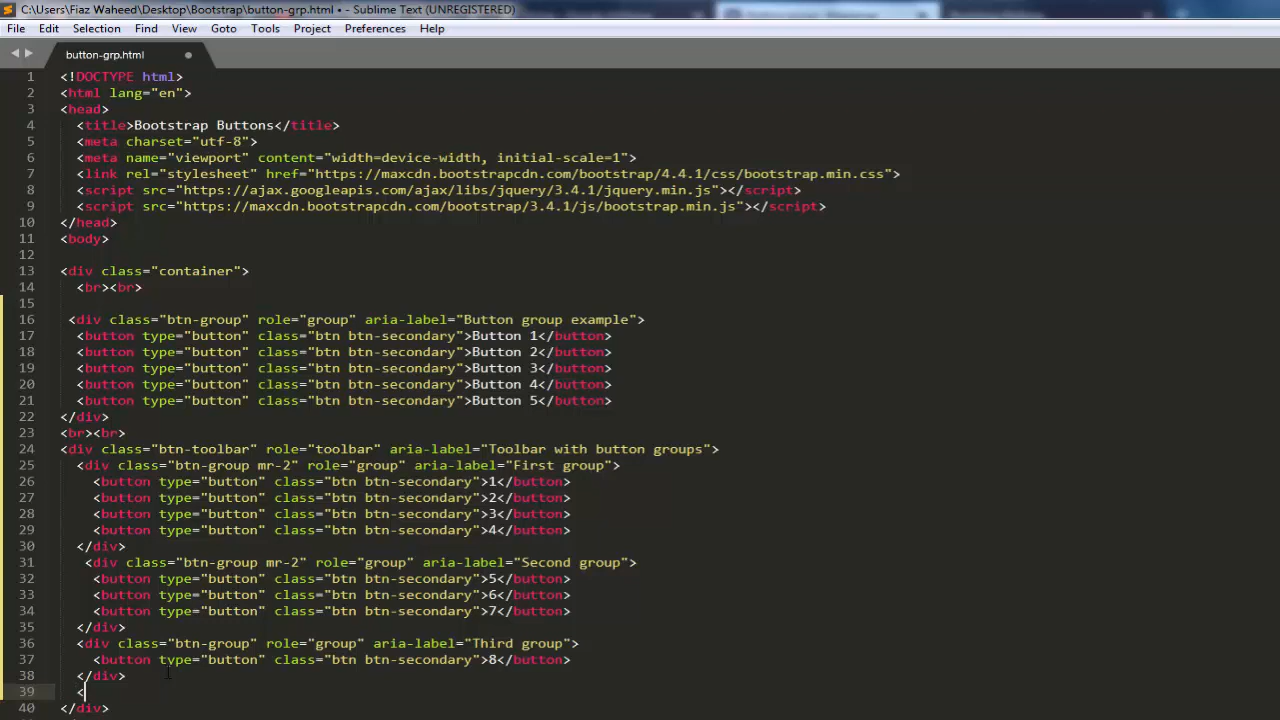 C:\Users\Fiaz Waheed\Desktop\Bootstrap\button-grp.html • - Sublime Text (UNREGISTERED)
File Edit Selection Find View Goto Tools Project Preferences Help
button-grp.html
1 <!DOCTYPE html>
2 <html lang="en">
3 <head>
4 <title>Bootstrap Buttons</title>
5 <meta charset="utf-8">
6 <meta name="viewport" content="width=device-width, initial-scale=1">
7 <link rel="stylesheet" href="https://maxcdn.bootstrapcdn.com/bootstrap/4.4.1/css/bootstrap.min.css">
8 <script src="https://ajax.googleapis.com/ajax/libs/jquery/3.4.1/jquery.min.js"></script>
9 <script src="https://maxcdn.bootstrapcdn.com/bootstrap/3.4.1/js/bootstrap.min.js"></script>
10 </head>
11 <body>
12
13 <div class="container">
14 <br><br>
15
16 <div class="btn-group" role="group" aria-label="Button group example">
17 <button type="button" class="btn btn-secondary">Button 1</button>
18 <button type="button" class="btn btn-secondary">Button 2</button>
19 <button type="button" class="btn btn-secondary">Button 3</button>
20 <button type="button" class="btn btn-secondary">Button 4</button>
21 <button type="button" class="btn btn-secondary">Button 5</button>
22 </div>
23 <br><br>
24 <div class="btn-toolbar" role="toolbar" aria-label="Toolbar with button groups">
25 <div class="btn-group mr-2" role="group" aria-label="First group">
26 <button type="button" class="btn btn-secondary">1</button>
27 <button type="button" class="btn btn-secondary">2</button>
28 <button type="button" class="btn btn-secondary">3</button>
29 <button type="button" class="btn btn-secondary">4</button>
30 </div>
31 <div class="btn-group mr-2" role="group" aria-label="Second group">
32 <button type="button" class="btn btn-secondary">5</button>
33 <button type="button" class="btn btn-secondary">6</button>
34 <button type="button" class="btn btn-secondary">7</button>
35 </div>
36 <div class="btn-group" role="group" aria-label="Third group">
37 <button type="button" class="btn btn-secondary">8</button>
38 </div>
39 <
40 </div>